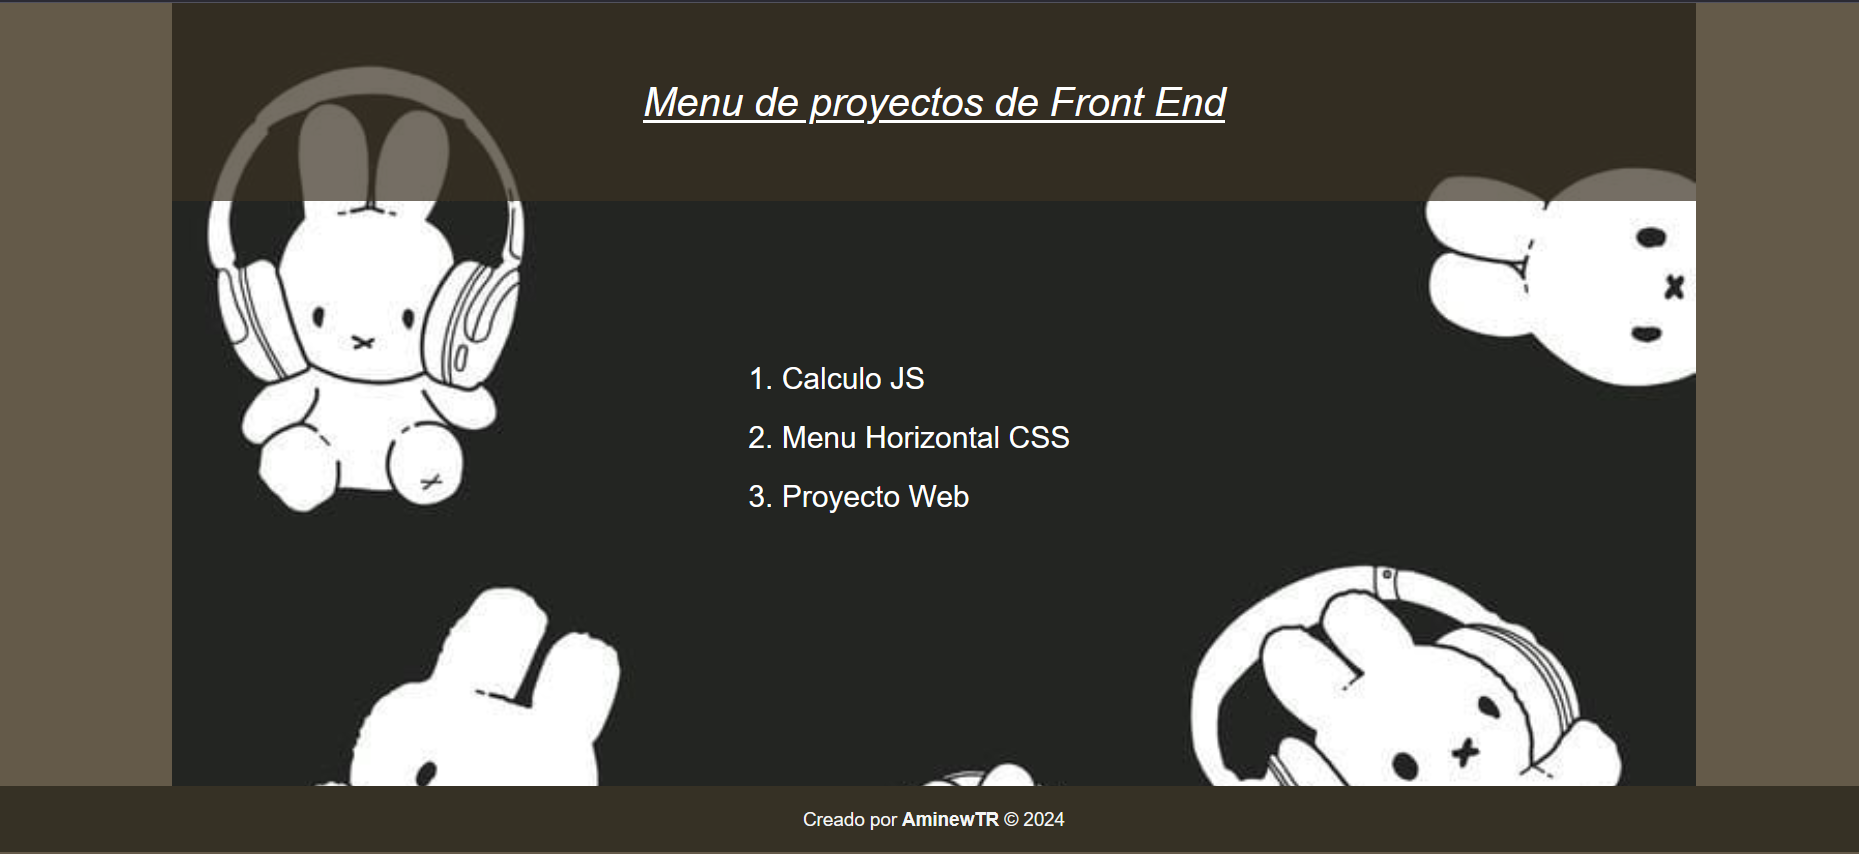 Menu de proyectos de Front End
1. Calculo JS
2. Menu Horizontal CSS
3. Proyecto Web
Creado por AminewTR © 2024